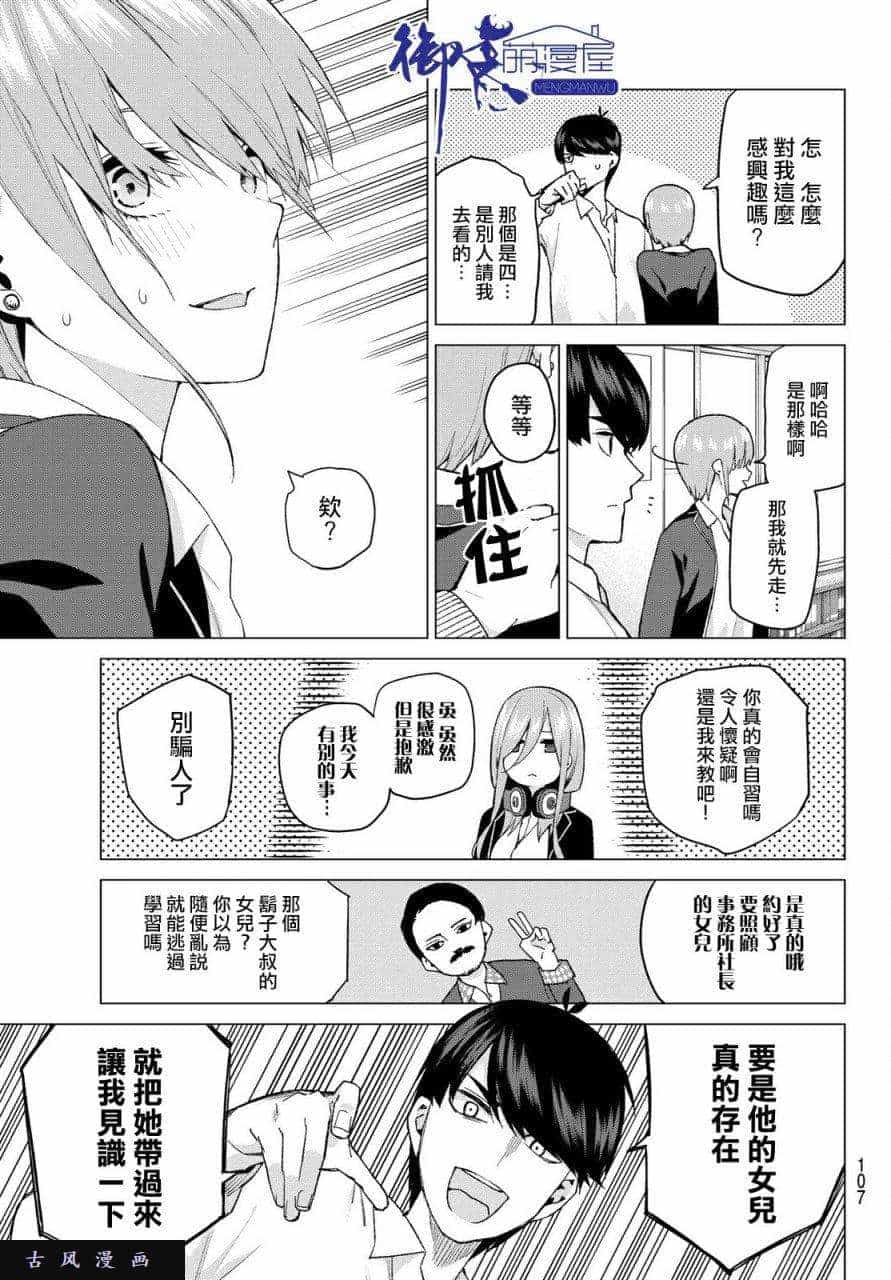 御宅萌漫屋
MENGMANWU
怎 怎麼
對我這麼
感興趣嗎？
那個是四…
是別人請我
去看的…
啊哈哈
是那樣啊
那我就先走…
等等
抓住
欸？
你真的會自習嗎
令人懷疑啊
還是我來教吧！
虽 虽然
很感激
但是抱歉
我今天
有別的事…
別騙人了
是真的哦
約好了
要照顧
事務所社長
的女兒
那個
鬍子大叔的
女兒？
你以為
隨便亂說
就能逃過
學習嗎
要是他的女兒
真的存在
就把她帶過來
讓我見識一下
107
古风漫画